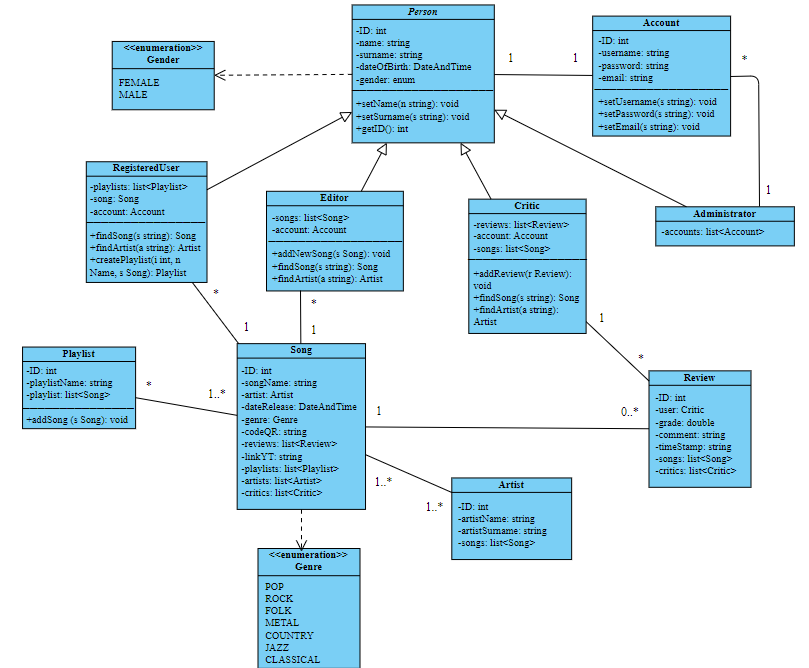 Person
-ID: int
-name: string
-surname: string
-dateOfBirth: DateAndTime
-gender: enum
+setName(n string): void
+setSurname(s string): void
+getID(): int
Account
-ID: int
-username: string
-password: string
-email: string
+setUsername(s string): void
+setPassword(s string): void
+setEmail(s string): void
<<enumeration>>
Gender
FEMALE
MALE
1
1
*
1
RegisteredUser
-playlists: list<Playlist>
-song: Song
-account: Account
+findSong(s string): Song
+findArtist(a string): Artist
+createPlaylist(i int, n
Name, s Song): Playlist
Editor
-songs: list<Song>
-account: Account
+addNewSong(s Song): void
+findSong(s string): Song
+findArtist(a string): Artist
Critic
-reviews: list<Review>
-account: Account
-songs: list<Song>
+addReview(r Review):
void
+findSong(s string): Song
+findArtist(a string):
Artist
Administrator
-accounts: list<Account>
*
1
*
1
1
*
Playlist
-ID: int
-playlistName: string
-playlist: list<Song>
+addSong (s Song): void
*
1..*
Song
-ID: int
-songName: string
-artist: Artist
-dateRelease: DateAndTime
-genre: Genre
-codeQR: string
-reviews: list<Review>
-linkYT: string
-playlists: list<Playlist>
-artists: list<Artist>
-critics: list<Critic>
1
0..*
Review
-ID: int
-user: Critic
-grade: double
-comment: string
-timeStamp: string
-songs: list<Song>
-critics: list<Critic>
1..*
1..*
Artist
-ID: int
-artistName: string
-artistSurname: string
-songs: list<Song>
<<enumeration>>
Genre
POP
ROCK
FOLK
METAL
COUNTRY
JAZZ
CLASSICAL